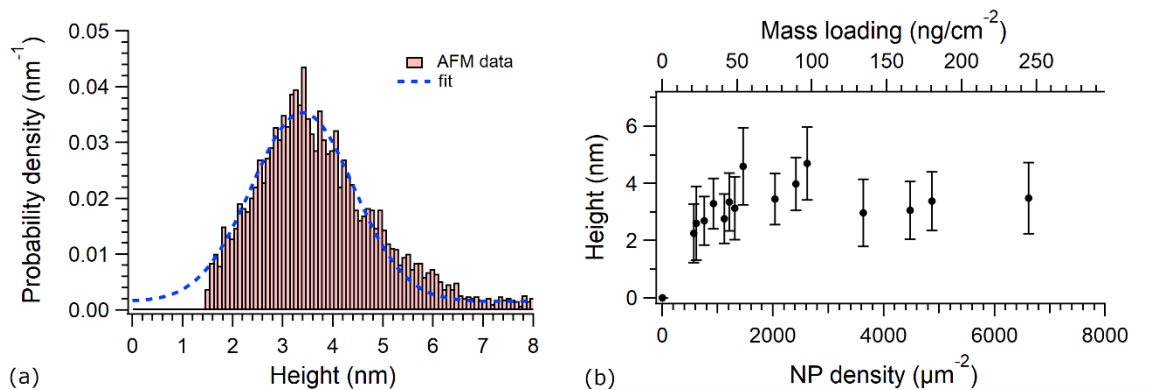 0.05
0.04
0.03
0.02
0.01
0.00
Probability density (nm⁻¹)
AFM data
fit
0 1 2 3 4 5 6 7 8
Height (nm)
(a)
Mass loading (ng/cm⁻²)
0 50 100 150 200 250
6
4
2
0
Height (nm)
0 2000 4000 6000 8000
NP density (µm⁻²)
(b)